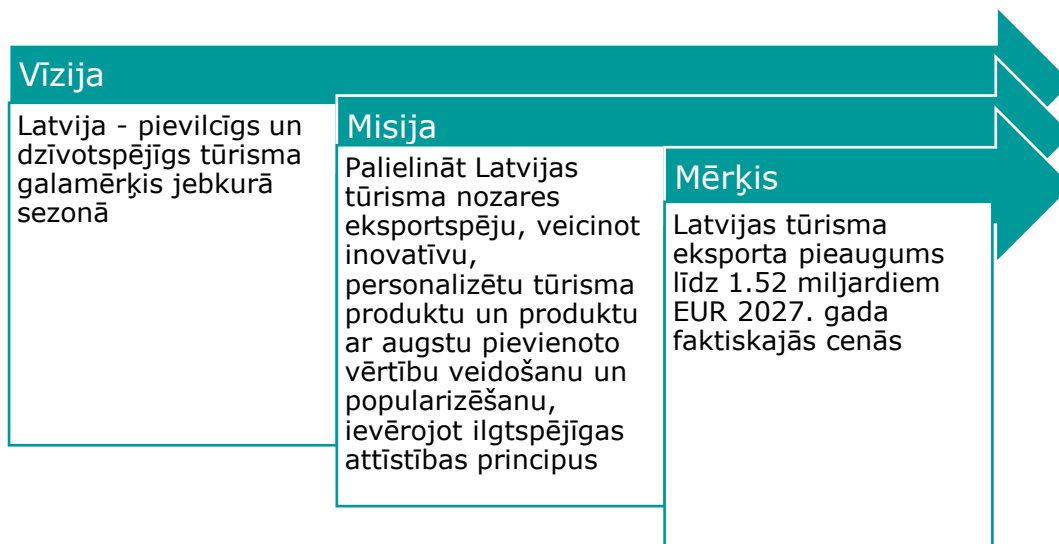 Vīzija
Latvija - pievilcīgs un
dzīvotspējīgs tūrisma
galamērķis jebkurā
sezonā
Misija
Palielināt Latvijas
tūrisma nozares
eksportspēju, veicinot
inovatīvu,
personalizētu tūrisma
produktu un produktu
ar augstu pievienoto
vērtību veidošanu un
popularizēšanu,
ievērojot ilgtspējīgas
attīstības principus
Mērķis
Latvijas tūrisma
eksporta pieaugums
līdz 1.52 miljardiem
EUR 2027. gada
faktiskajās cenās